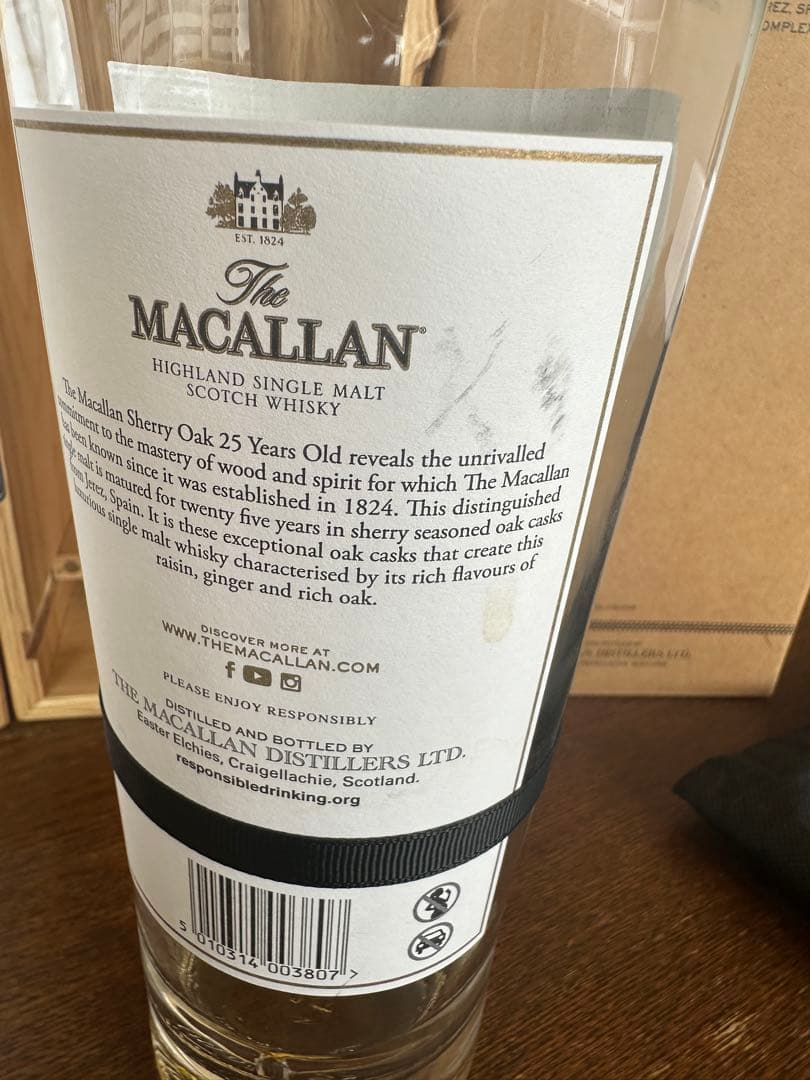 EST. 1824
The
MACALLAN®
HIGHLAND SINGLE MALT
SCOTCH WHISKY
The Macallan Sherry Oak 25 Years Old reveals the unrivalled
commitment to the mastery of wood and spirit for which The Macallan
has been known since it was established in 1824. This distinguished
single malt is matured for twenty five years in sherry seasoned oak casks
from Jerez, Spain. It is these exceptional oak casks that create this
luxurious single malt whisky characterised by its rich flavours of
raisin, ginger and rich oak.
DISCOVER MORE AT
WWW.THEMACALLAN.COM
PLEASE ENJOY RESPONSIBLY
DISTILLED AND BOTTLED BY
THE MACALLAN DISTILLERS LTD.
Easter Elchies, Craigellachie, Scotland.
responsibledrinking.org
5 010314 003807 >
DISTILLERS LTD.